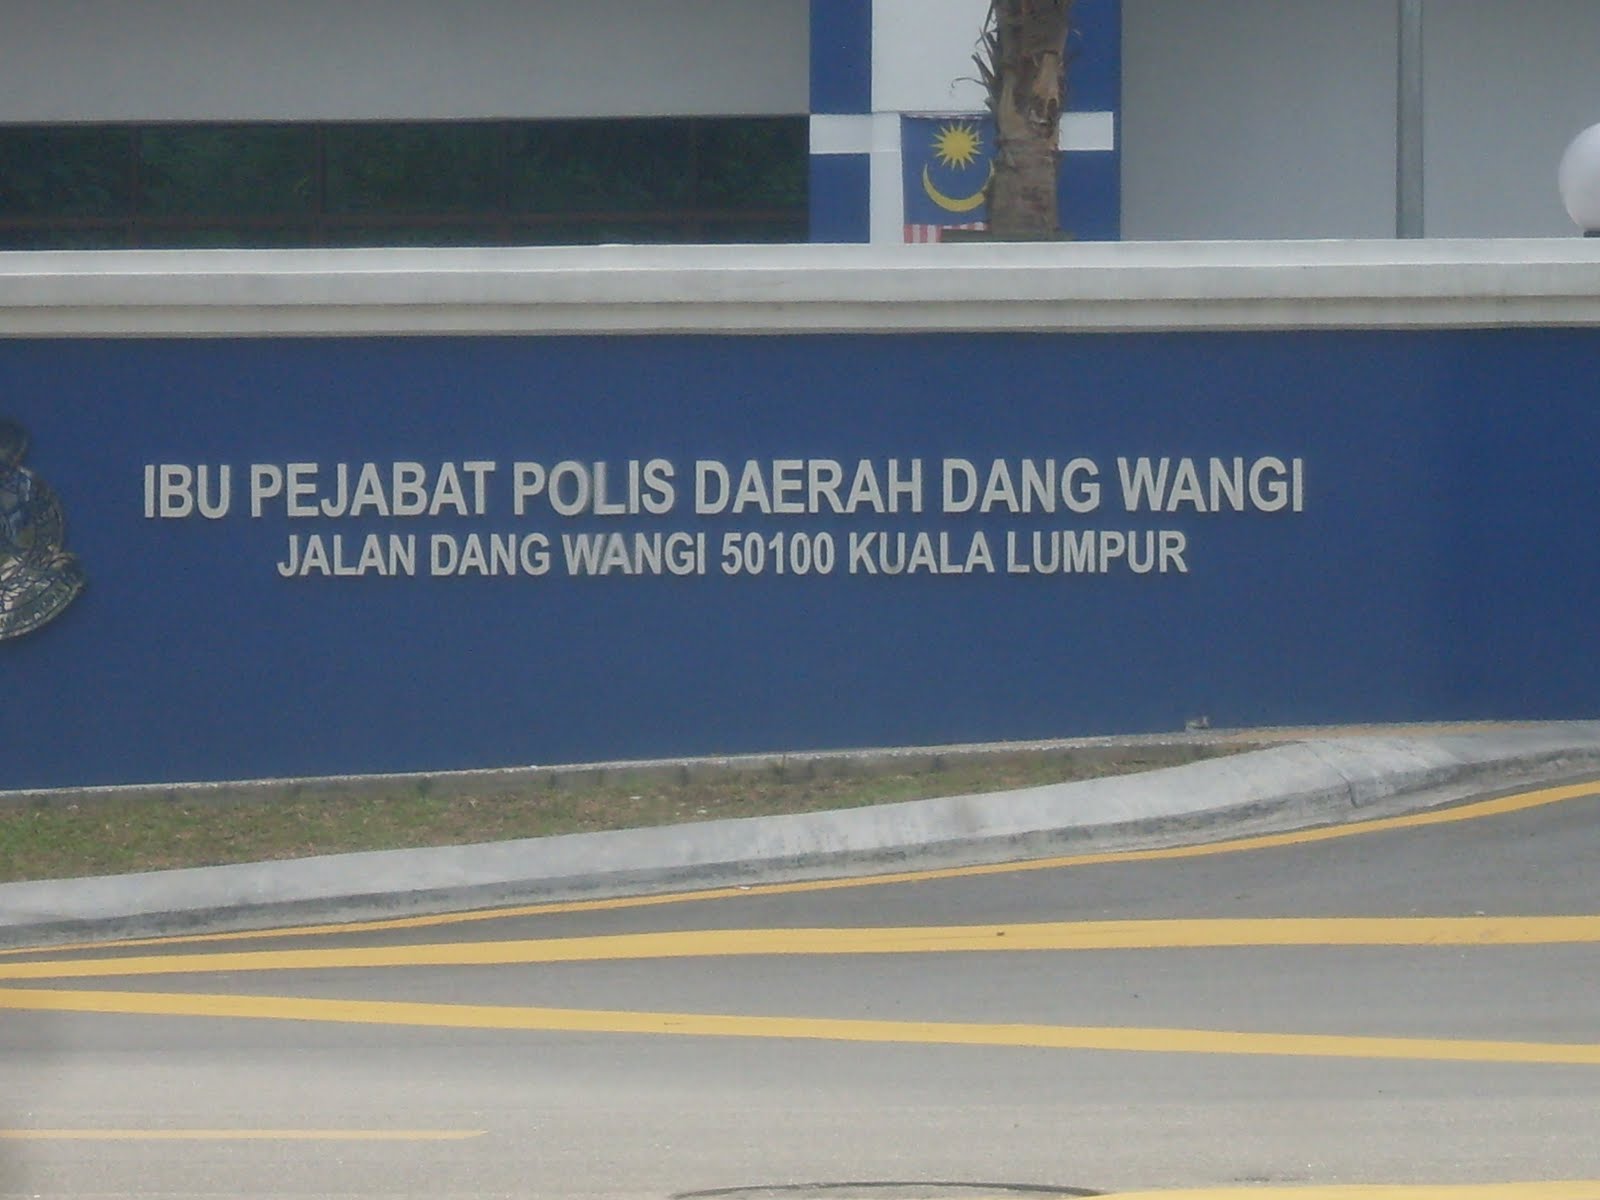 IBU PEJABAT POLIS DAERAH DANG WANGI
JALAN DANG WANGI 50100 KUALA LUMPUR